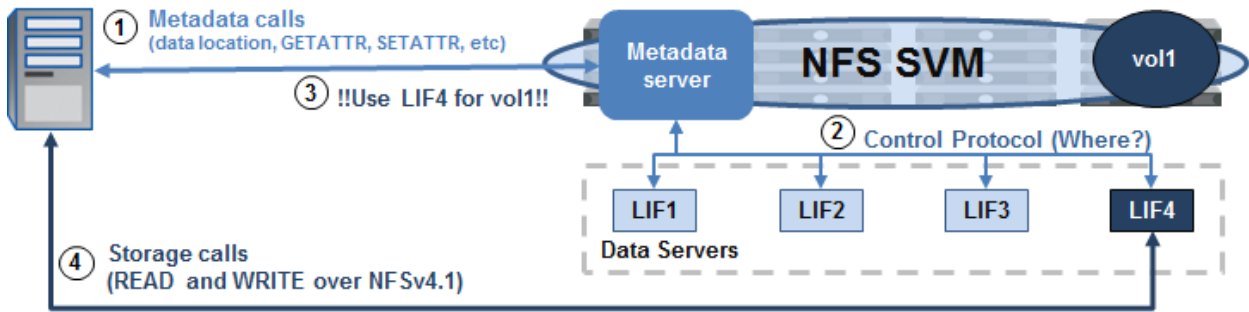 1 Metadata calls
(data location, GETATTR, SETATTR, etc)
3 !!Use LIF4 for vol1!!
Metadata
server
NFS SVM
vol1
2 Control Protocol (Where?)
LIF1 LIF2 LIF3 LIF4
Data Servers
4 Storage calls
(READ and WRITE over NFSv4.1)